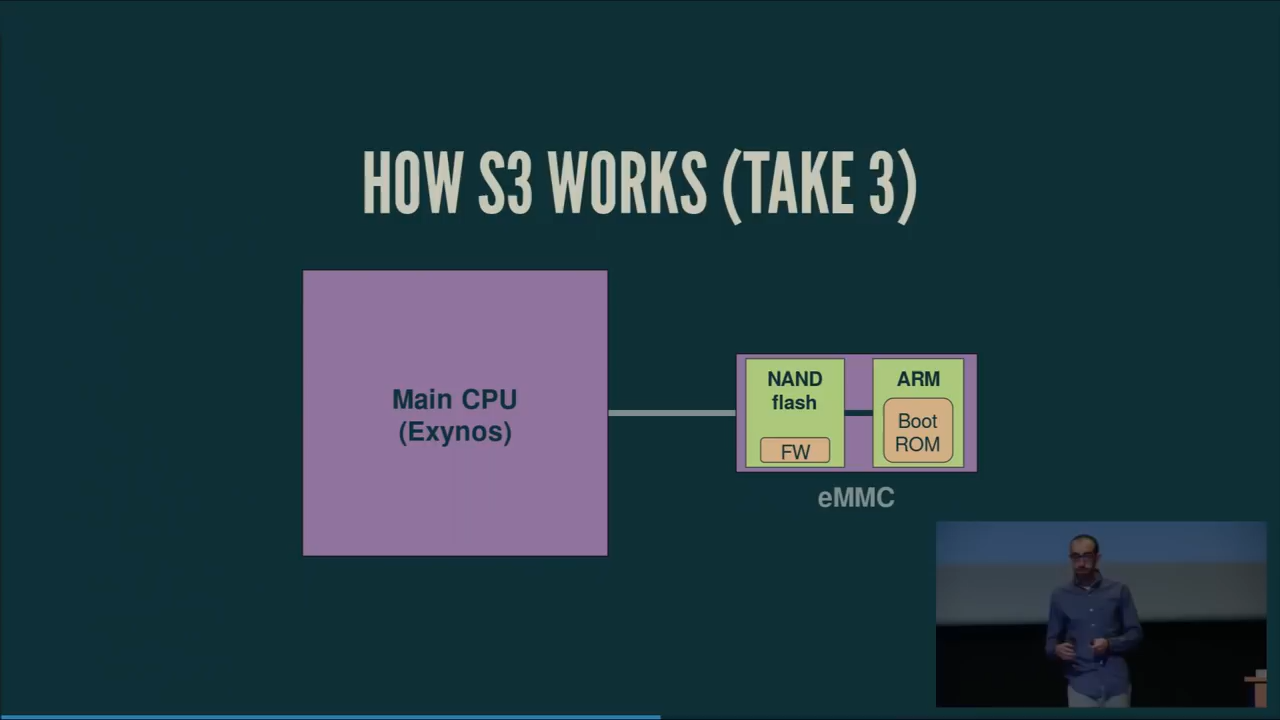 HOW S3 WORKS (TAKE 3)
Main CPU
(Exynos)
NAND
flash
FW
ARM
Boot
ROM
eMMC